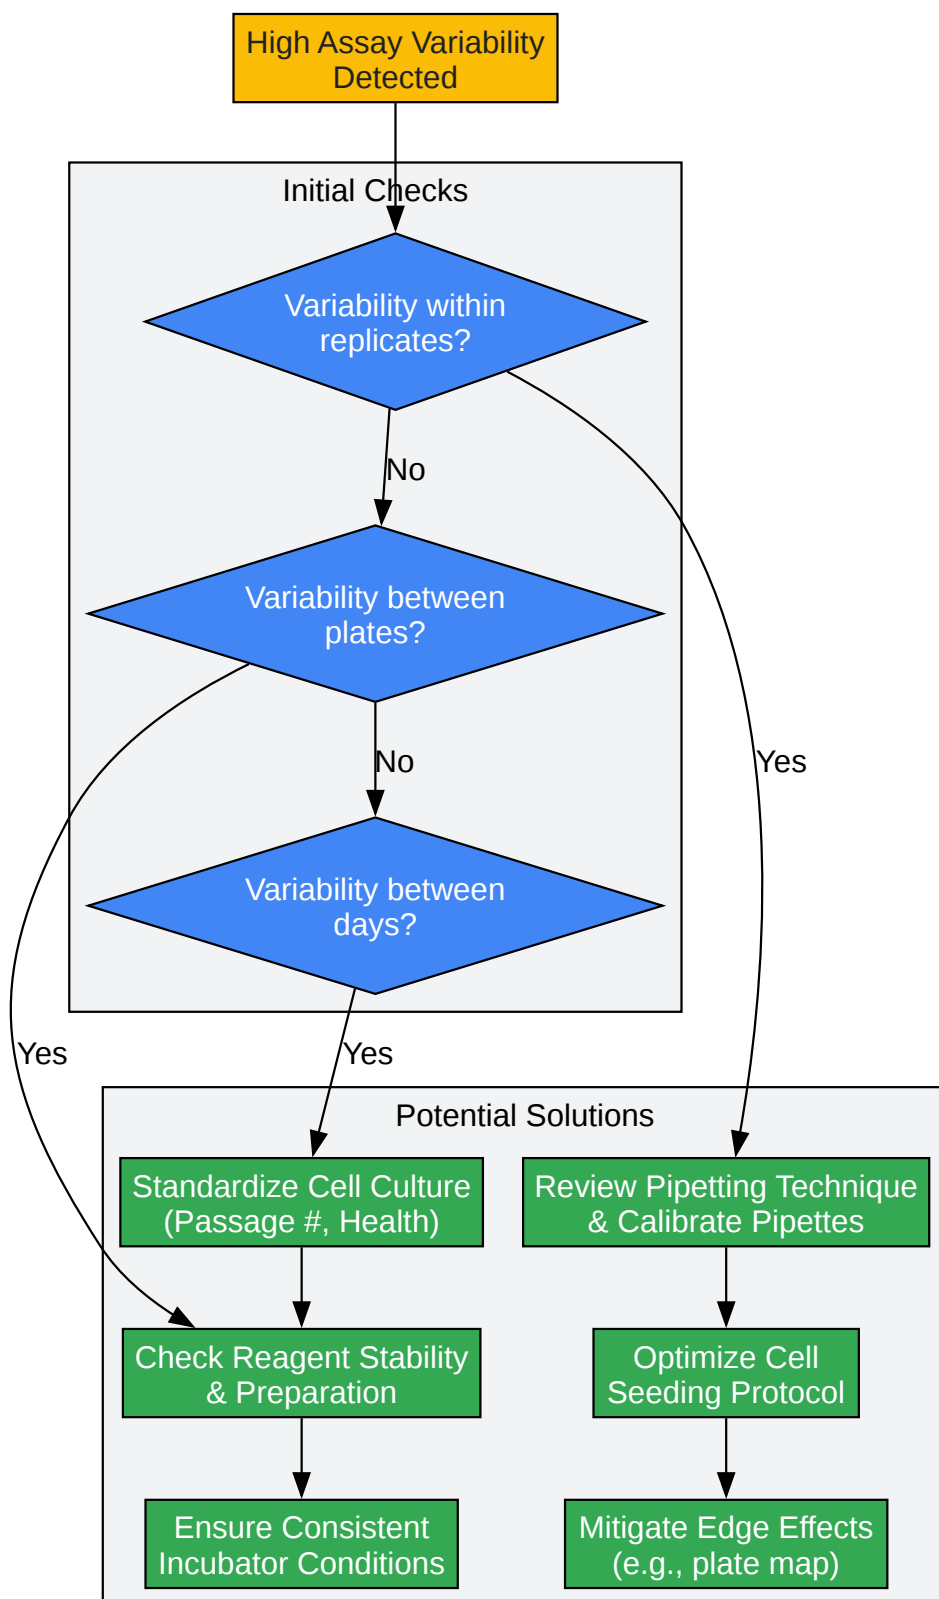 High Assay Variability
Detected
Initial Checks
Variability within
replicates?
No
Variability between
plates?
No
Yes
Variability between
days?
Yes
Yes
Potential Solutions
Standardize Cell Culture
(Passage #, Health)
Review Pipetting Technique
& Calibrate Pipettes
Check Reagent Stability
& Preparation
Optimize Cell
Seeding Protocol
Ensure Consistent
Incubator Conditions
Mitigate Edge Effects
(e.g., plate map)